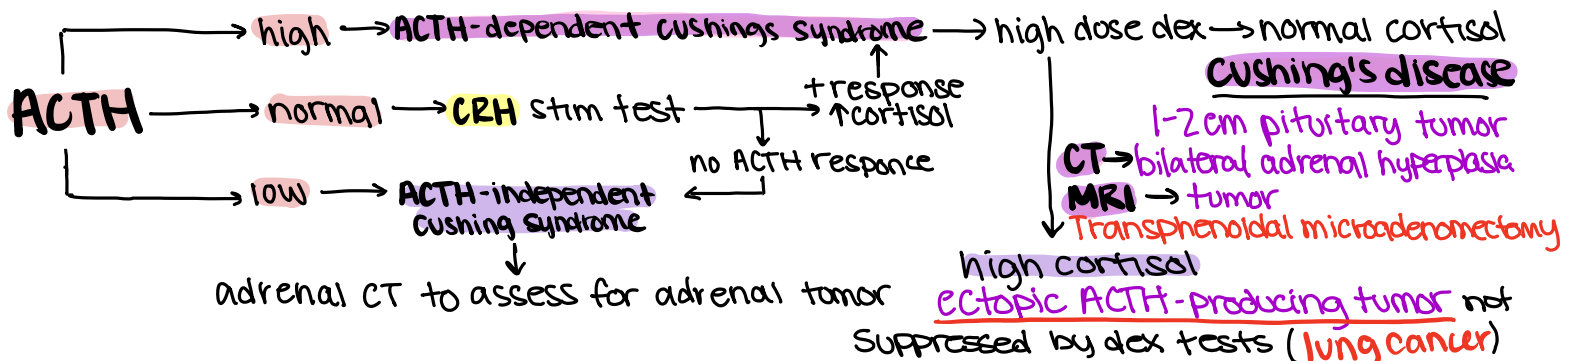 high → ACTH-dependent cushings syndrome → high dose dex → normal cortisol
cushing's disease
ACTH → normal → CRH stim test → + response
↑ cortisol
1-2 cm pituitary tumor
no ACTH responce
CT → bilateral adrenal hyperplasia
low → ACTH-independent
cushing syndrome
MRI → tumor
Transphenoidal microadenomectomy
adrenal CT to assess for adrenal tomor
high cortisol
ectopic ACTH-producing tumor not
suppressed by dex tests (lung cancer)